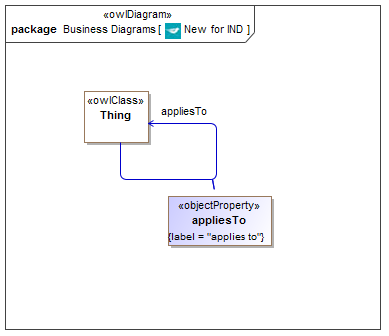 «owlDiagram»
package Business Diagrams [ New for IND ]
«owlClass»
Thing
appliesTo
«objectProperty»
appliesTo
{label = "applies to"}